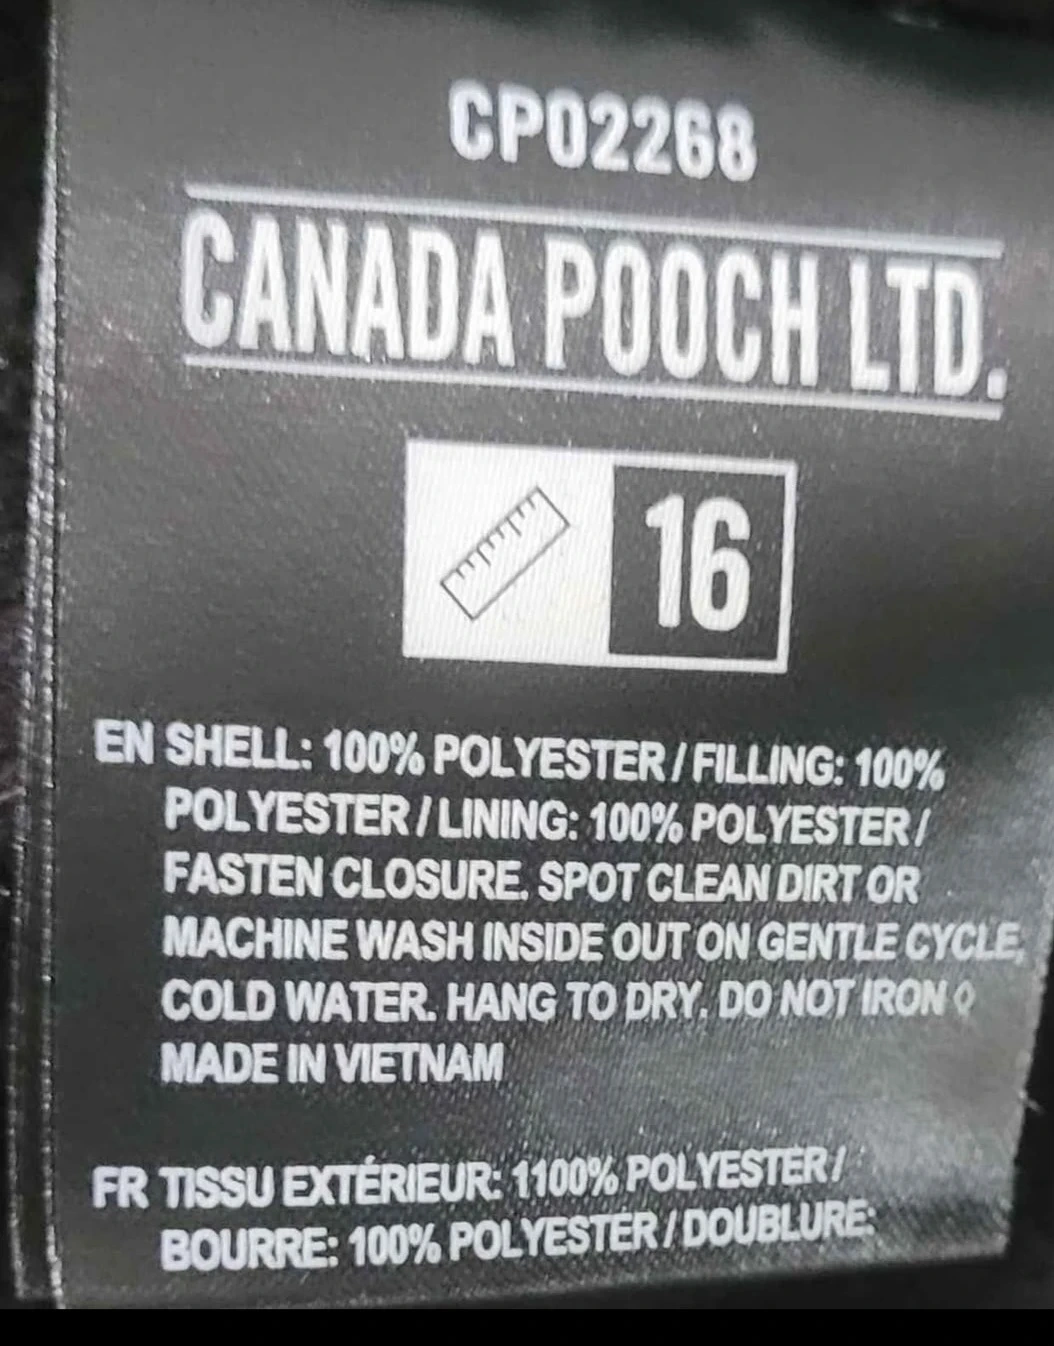 CP02268
CANADA POOCH LTD.
16
EN SHELL: 100% POLYESTER / FILLING: 100%
POLYESTER / LINING: 100% POLYESTER /
FASTEN CLOSURE. SPOT CLEAN DIRT OR
MACHINE WASH INSIDE OUT ON GENTLE CYCLE,
COLD WATER. HANG TO DRY. DO NOT IRON ◊
MADE IN VIETNAM
FR TISSU EXTÉRIEUR: 1100% POLYESTER /
BOURRE: 100% POLYESTER / DOUBLURE: